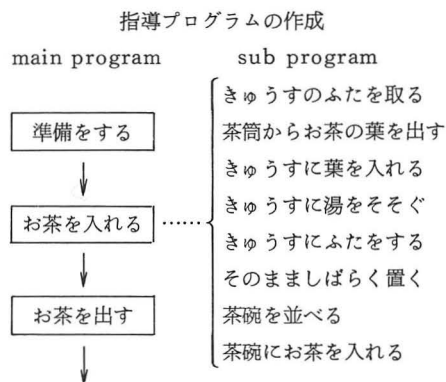 指導プログラムの作成
main program
sub program
準備をする
お茶を入れる
お茶を出す
きゅうすのふたを取る
茶筒からお茶の葉を出す
きゅうすに葉を入れる
きゅうすに湯をそそぐ
きゅうすにふたをする
そのまましばらく置く
茶碗を並べる
茶碗にお茶を入れる